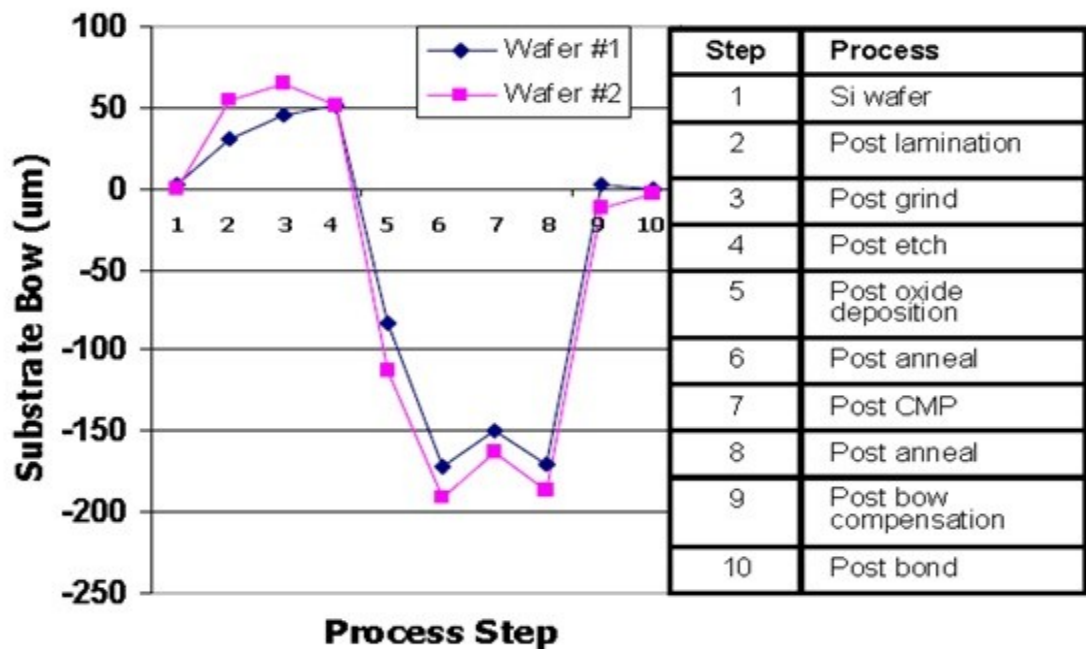 100
50
0
-50
-100
-150
-200
-250
Substrate Bow (um)
1 2 3 4 5 6 7 8 9 10
Process Step
Wafer #1
Wafer #2
Step Process
1 Si wafer
2 Post lamination
3 Post grind
4 Post etch
5 Post oxide
deposition
6 Post anneal
7 Post CMP
8 Post anneal
9 Post bow
compensation
10 Post bond